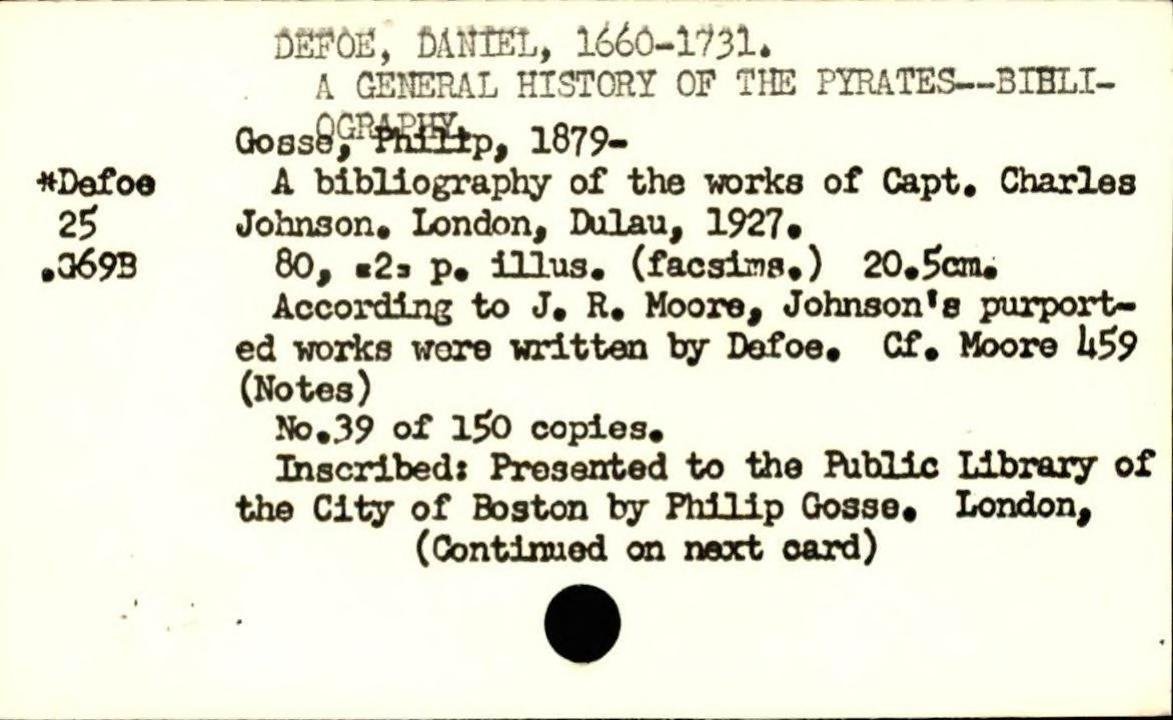 DEFOE, DANIEL, 1660-1731.
A GENERAL HISTORY OF THE PYRATES--BIBLI-
OGRAPHY.
Gosse, Philip, 1879-
*Defoe A bibliography of the works of Capt. Charles
25 Johnson. London, Dulau, 1927.
.G69B 80, [2] p. illus. (facsims.) 20.5cm.
According to J. R. Moore, Johnson's purport-
ed works were written by Defoe. Cf. Moore 459
(Notes)
No.39 of 150 copies.
Inscribed: Presented to the Public Library of
the City of Boston by Philip Gosse. London,
(Continued on next card)